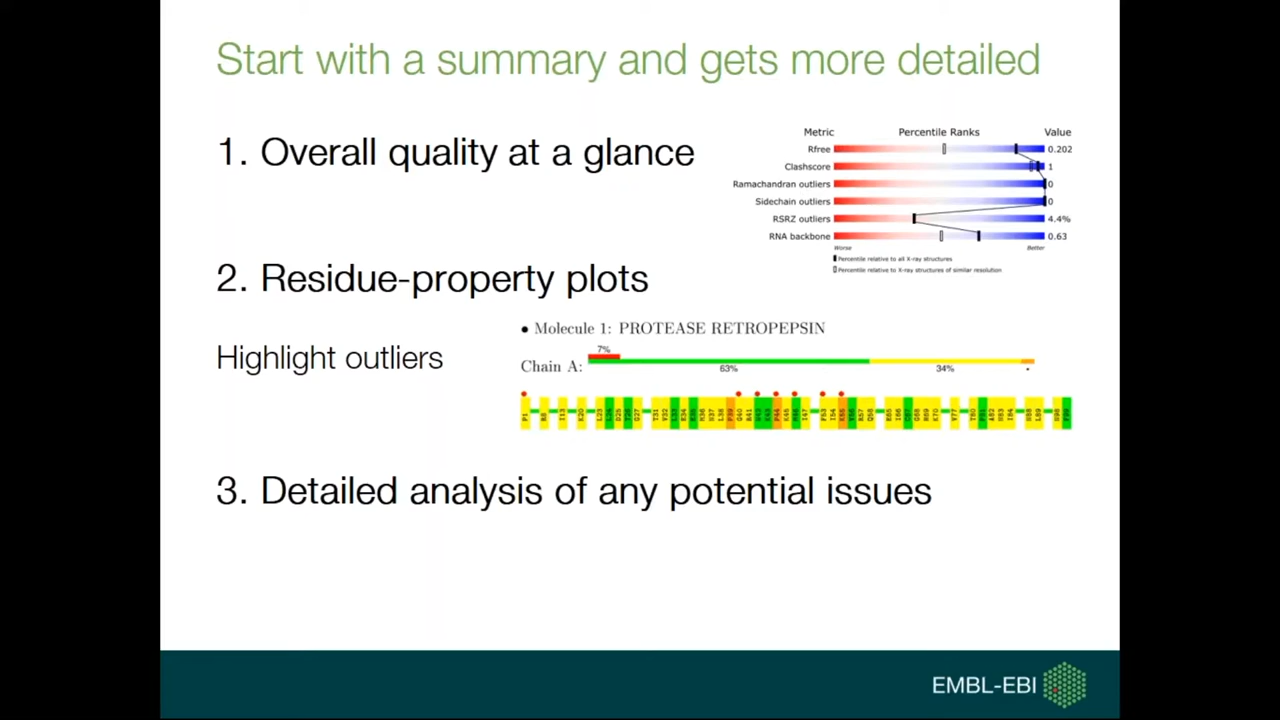 Start with a summary and gets more detailed
1. Overall quality at a glance
Metric Percentile Ranks Value
Rfree 0.202
Clashscore 1
Ramachandran outliers 0
Sidechain outliers 0
RSRZ outliers 4.4%
RNA backbone 0.63
Worse Better
Percentile relative to all X-ray structures
Percentile relative to X-ray structures of similar resolution
2. Residue-property plots
Highlight outliers
• Molecule 1: PROTEASE RETROPEPSIN
7%
Chain A:
63% 34% •
3. Detailed analysis of any potential issues
EMBL-EBI